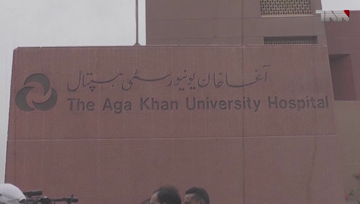 آغا خان یونیورسٹی ہسپتال
The Aga Khan University Hospital